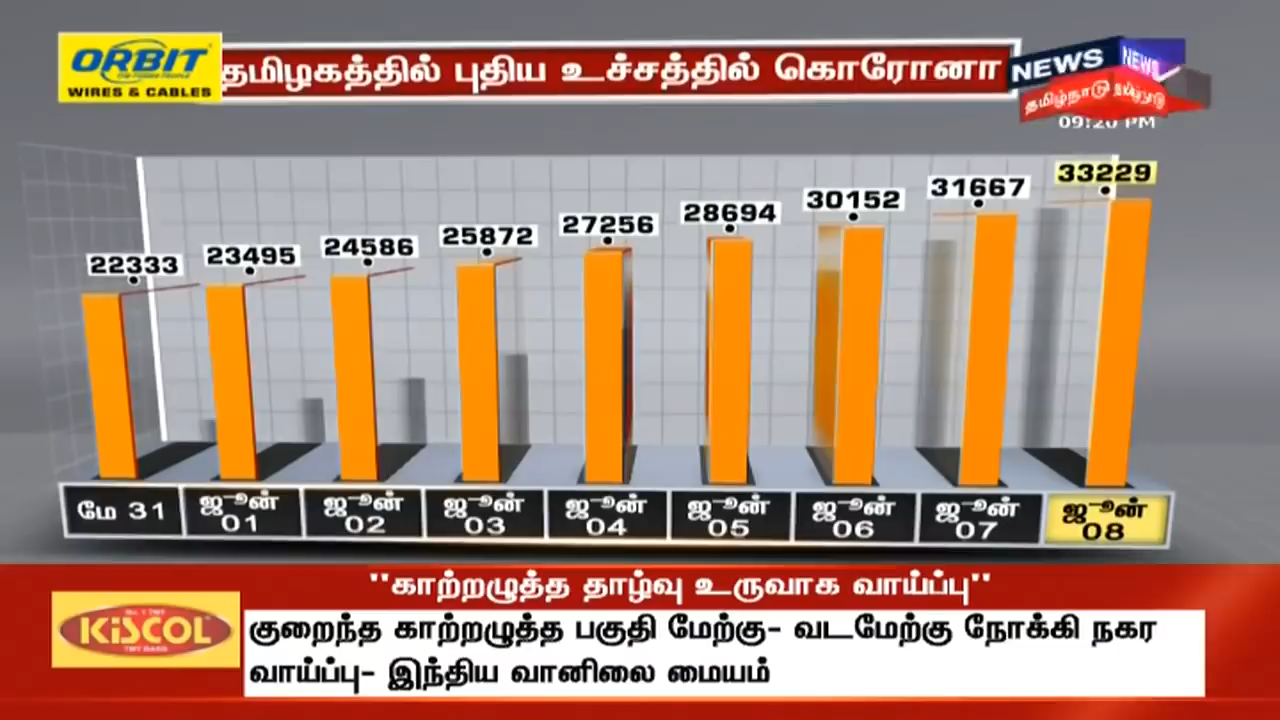 ORBIT
WIRES & CABLES
தமிழகத்தில் புதிய உச்சத்தில் கொரோனா
NEWS
NEWS
தமிழ்நாடு
09:20 PM
22333
23495
24586
25872
27256
28694
30152
31667
33229
மே 31
ஜூன் 01
ஜூன் 02
ஜூன் 03
ஜூன் 04
ஜூன் 05
ஜூன் 06
ஜூன் 07
ஜூன் 08
"காற்றழுத்த தாழ்வு உருவாக வாய்ப்பு"
KiSCOL
குறைந்த காற்றழுத்த பகுதி மேற்கு- வடமேற்கு நோக்கி நகர
வாய்ப்பு- இந்திய வானிலை மையம்